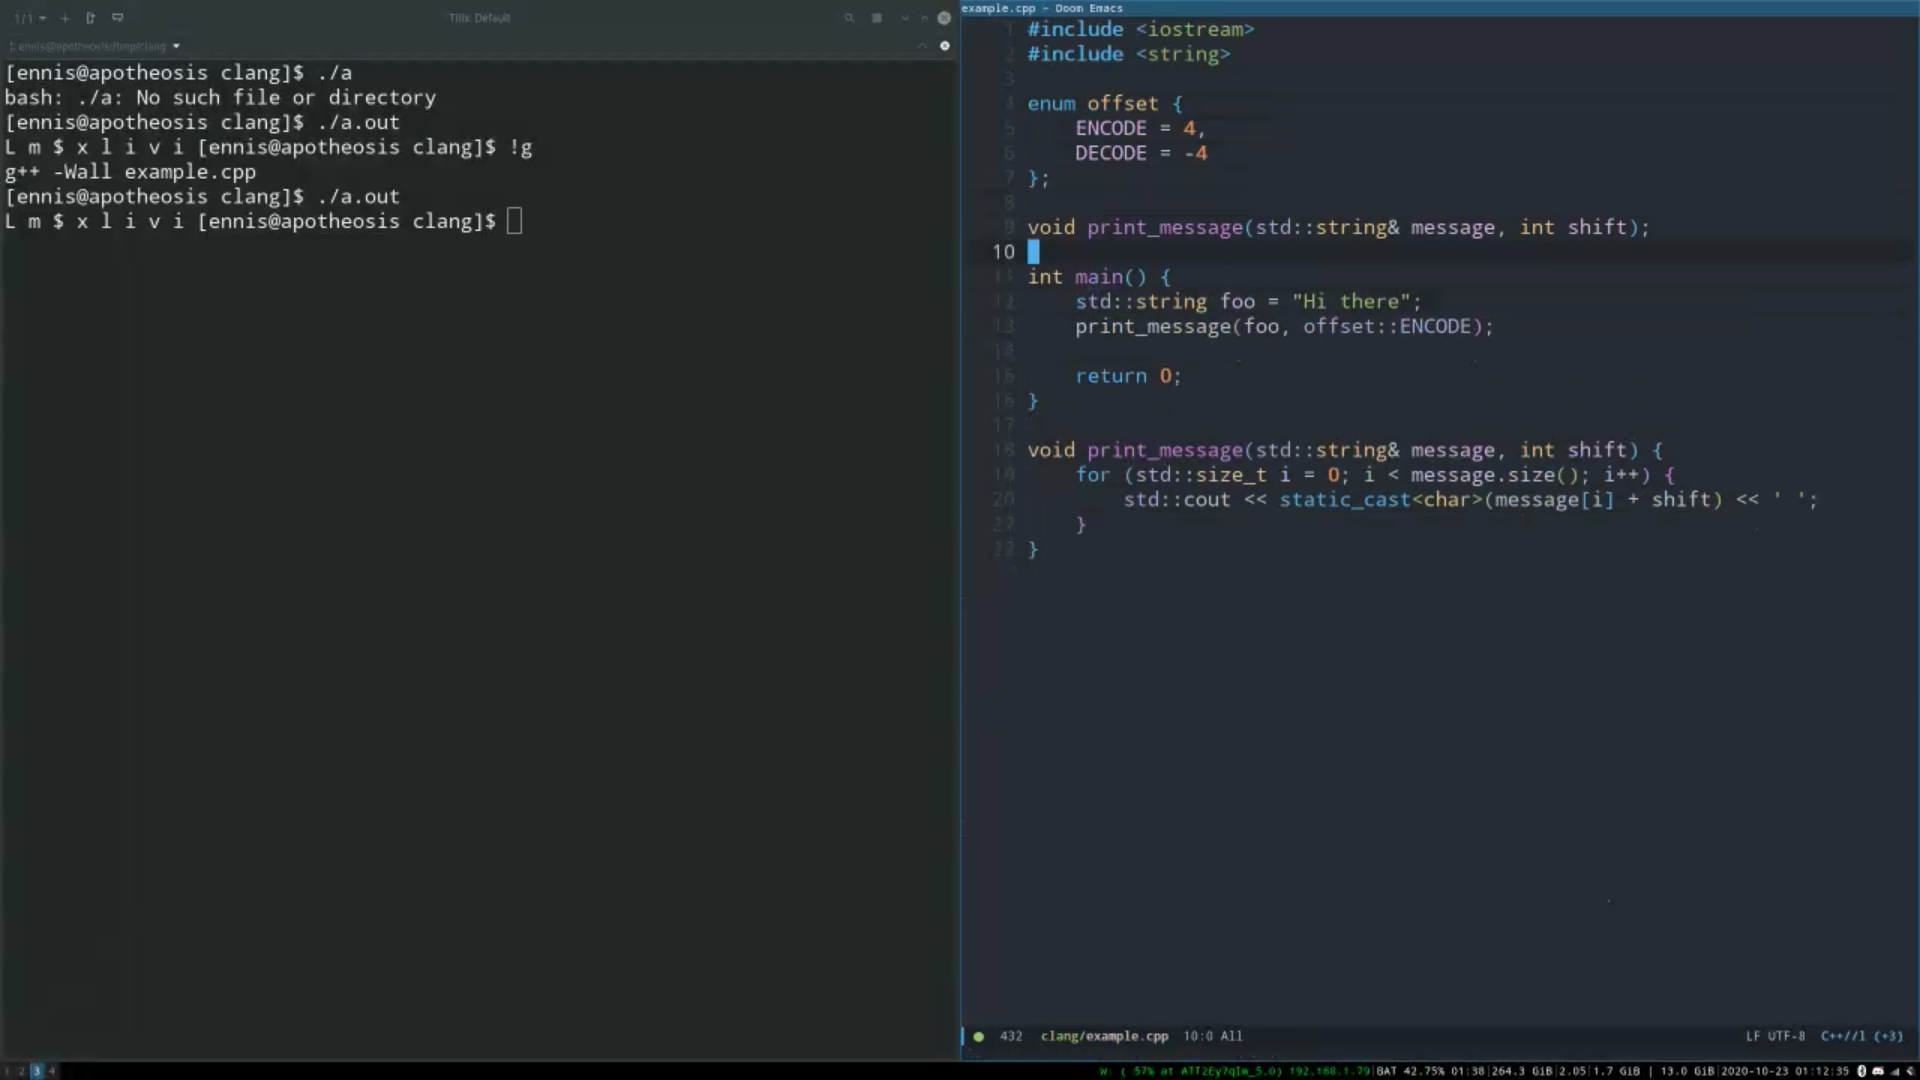 1/1
Tilix: Default
1: ennis@apotheosis:/tmp/clang
[ennis@apotheosis clang]$ ./a
bash: ./a: No such file or directory
[ennis@apotheosis clang]$ ./a.out
L m $ x l i v i [ennis@apotheosis clang]$ !g
g++ -Wall example.cpp
[ennis@apotheosis clang]$ ./a.out
L m $ x l i v i [ennis@apotheosis clang]$
example.cpp – Doom Emacs
1 #include <iostream>
2 #include <string>
3
4 enum offset {
5     ENCODE = 4,
6     DECODE = -4
7 };
8
9 void print_message(std::string& message, int shift);
10
11 int main() {
12     std::string foo = "Hi there";
13     print_message(foo, offset::ENCODE);
14
15     return 0;
16 }
17
18 void print_message(std::string& message, int shift) {
19     for (std::size_t i = 0; i < message.size(); i++) {
20         std::cout << static_cast<char>(message[i] + shift) << ' ';
21     }
22 }
432 clang/example.cpp 10:0 All
LF UTF-8 C++//l (+3)
1 2 3 4
W: ( 57% at ATT2Ey7qIm_5.0) 192.168.1.79|BAT 42.75% 01:38|264.3 GiB|2.05|1.7 GiB | 13.0 GiB|2020-10-23 01:12:35